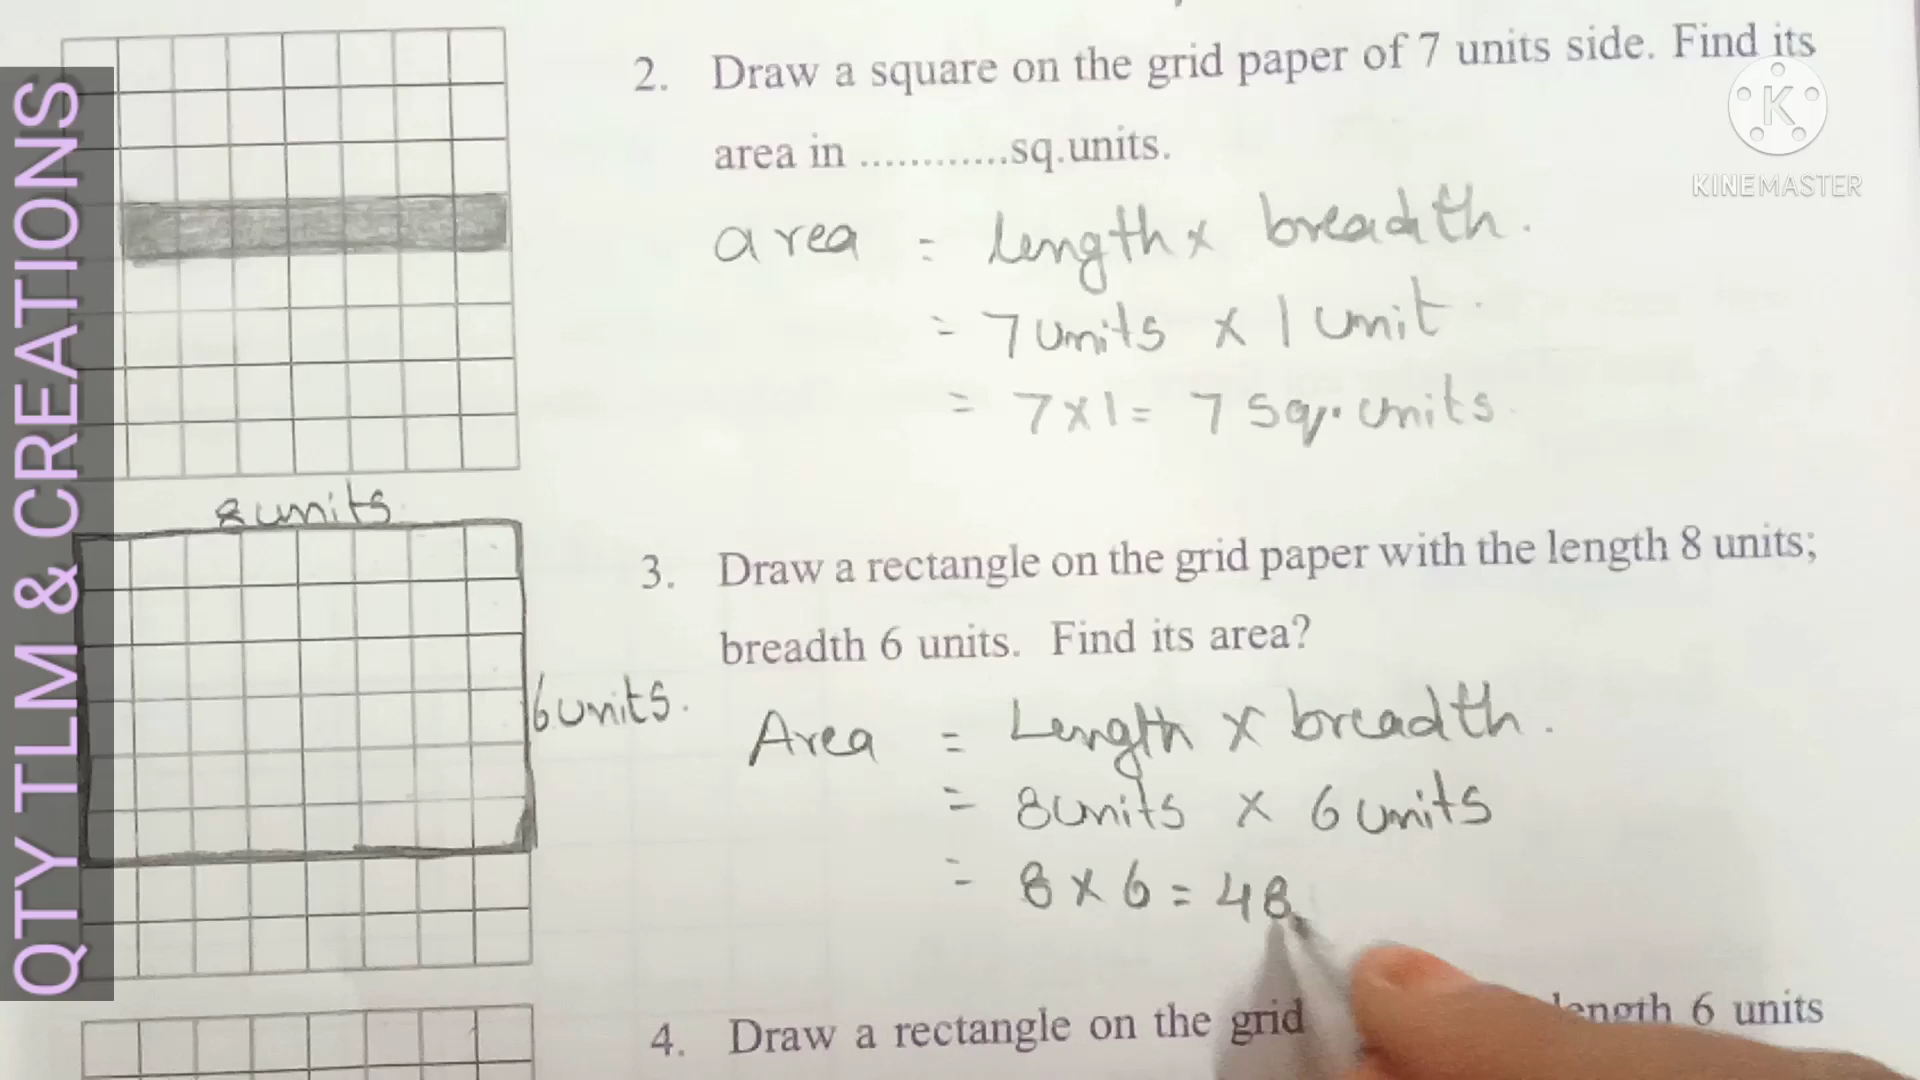 QTY TLM & CREATIONS
2. Draw a square on the grid paper of 7 units side. Find its
area in ............sq.units.
area = length x breadth.
= 7 units x 1 unit.
= 7 x 1 = 7 sq. units.
K
KINEMASTER
8 units.
6 units.
3. Draw a rectangle on the grid paper with the length 8 units;
breadth 6 units. Find its area?
Area = Length x breadth.
= 8 units x 6 units
= 8 x 6 = 48
4. Draw a rectangle on the grid length 6 units